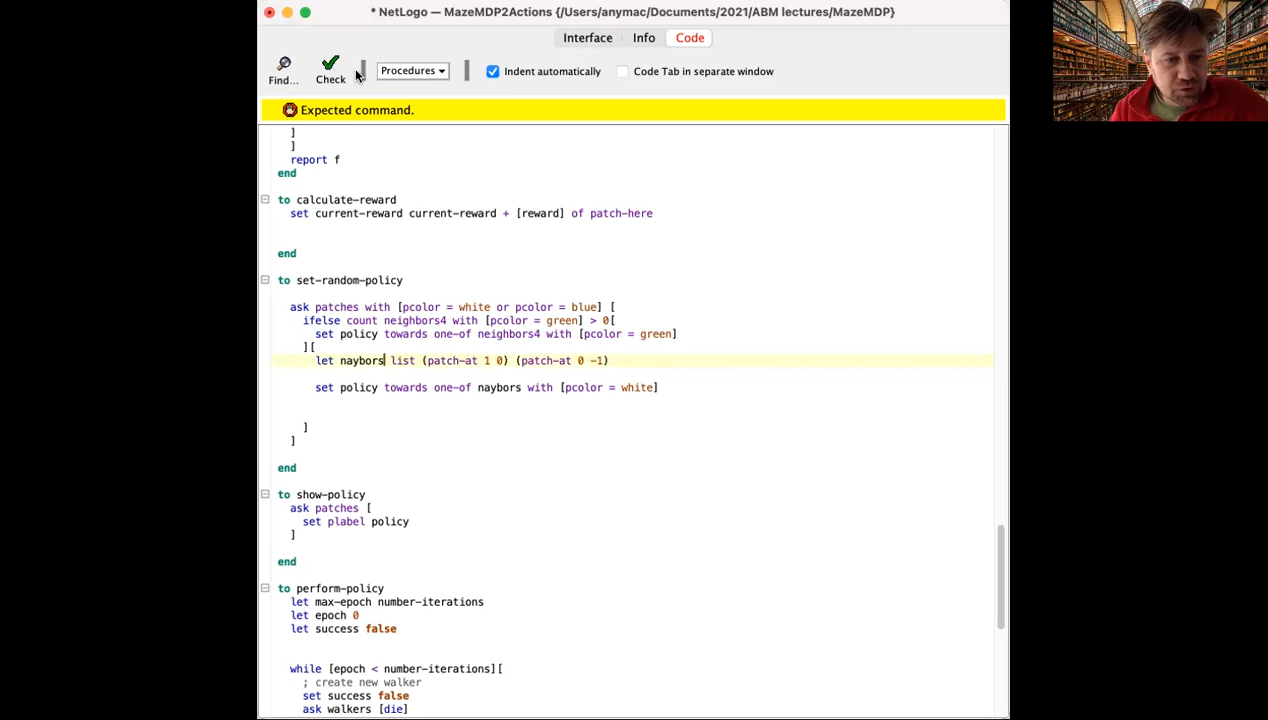 * NetLogo — MazeMDP2Actions {/Users/anymac/Documents/2021/ABM lectures/MazeMDP}
Interface Info Code
Find... Check Procedures Indent automatically Code Tab in separate window
Expected command.
]
]
report f
end
to calculate-reward
set current-reward current-reward + [reward] of patch-here
end
to set-random-policy
ask patches with [pcolor = white or pcolor = blue] [
ifelse count neighbors4 with [pcolor = green] > 0[
set policy towards one-of neighbors4 with [pcolor = green]
][
let naybors list (patch-at 1 0) (patch-at 0 -1)
set policy towards one-of naybors with [pcolor = white]
]
]
end
to show-policy
ask patches [
set plabel policy
]
end
to perform-policy
let max-epoch number-iterations
let epoch 0
let success false
while [epoch < number-iterations][
; create new walker
set success false
ask walkers [die]